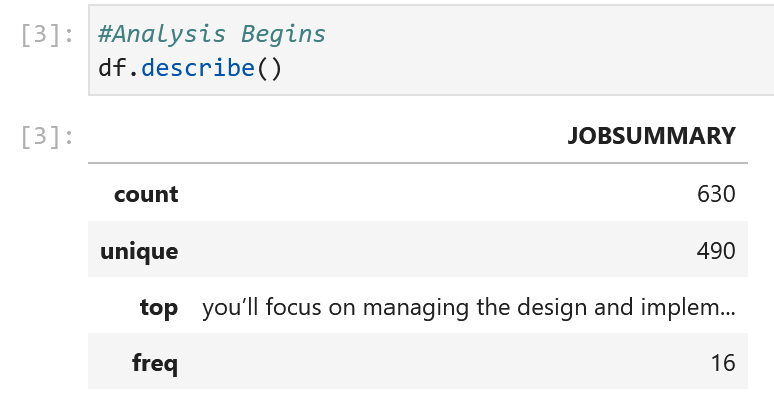 [3]: #Analysis Begins
df.describe()
[3]: JOBSUMMARY
count 630
unique 490
top you’ll focus on managing the design and implem...
freq 16